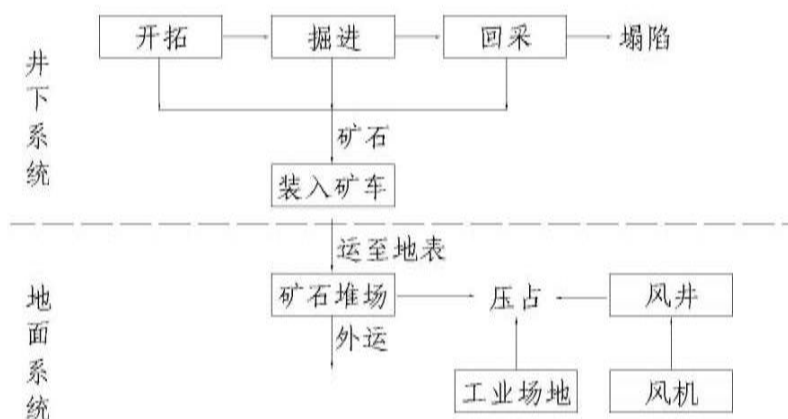 开拓
掘进
回采
塌陷
井下系统
矿石
装入矿车
运至地表
矿石堆场
压占
风井
地面系统
外运
工业场地
风机